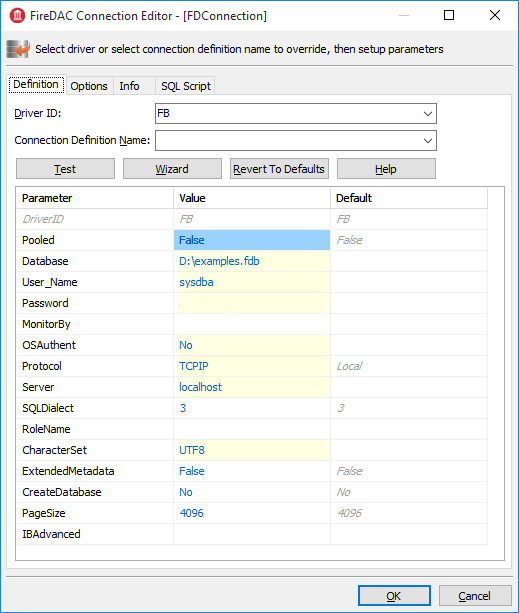 FireDAC Connection Editor - [FDConnection]
Select driver or select connection definition name to override, then setup parameters
Definition Options Info SQL Script
Driver ID: FB
Connection Definition Name:
Test Wizard Revert To Defaults Help
Parameter Value Default
DriverID FB FB
Pooled False False
Database D:\examples.fdb
User_Name sysdba
Password
MonitorBy
OSAuthent No
Protocol TCPIP Local
Server localhost
SQLDialect 3 3
RoleName
CharacterSet UTF8
ExtendedMetadata False False
CreateDatabase No No
PageSize 4096 4096
IBAdvanced
OK Cancel